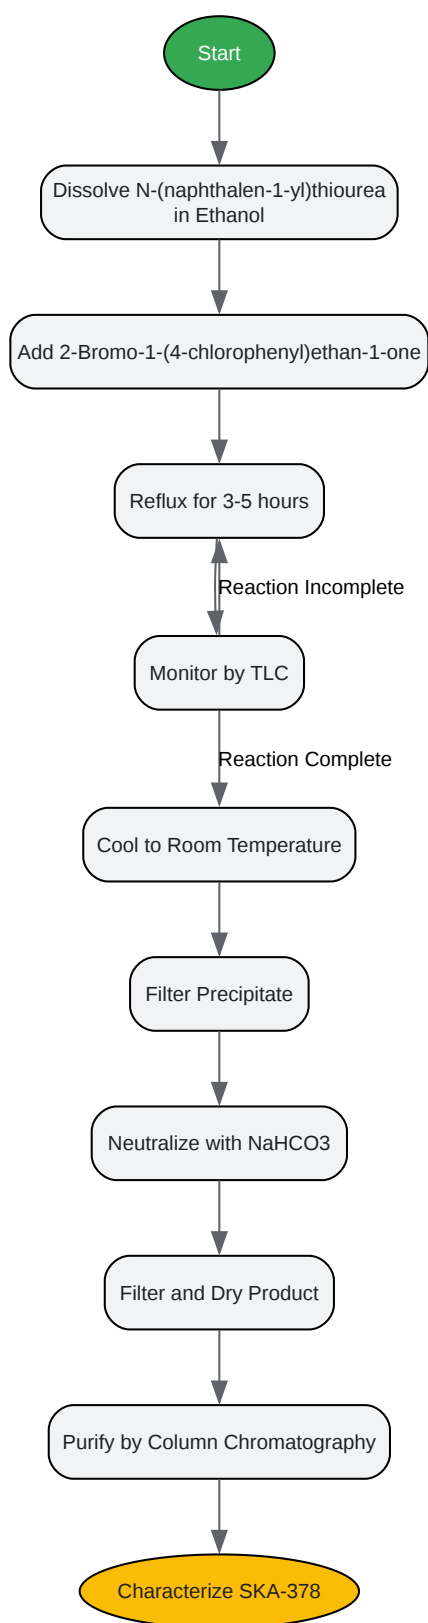 Start
Dissolve N-(naphthalen-1-yl)thiourea
in Ethanol
Add 2-Bromo-1-(4-chlorophenyl)ethan-1-one
Reflux for 3-5 hours
Reaction Incomplete
Monitor by TLC
Reaction Complete
Cool to Room Temperature
Filter Precipitate
Neutralize with NaHCO3
Filter and Dry Product
Purify by Column Chromatography
Characterize SKA-378